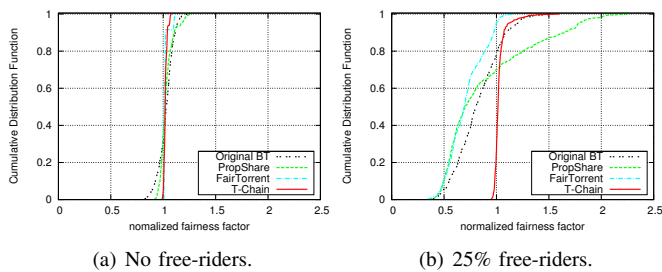 Cumulative Distribution Function
1
0.8
0.6
0.4
0.2
0
0 0.5 1 1.5 2 2.5
nomalized fairness factor
Original BT
PropShare
FairTorrent
T-Chain
(a) No free-riders.
Cumulative Distribution Function
1
0.8
0.6
0.4
0.2
0
0 0.5 1 1.5 2 2.5
normanlized fairness factor
Original BT
PropShare
FairTorrent
T-Chain
(b) 25% free-riders.